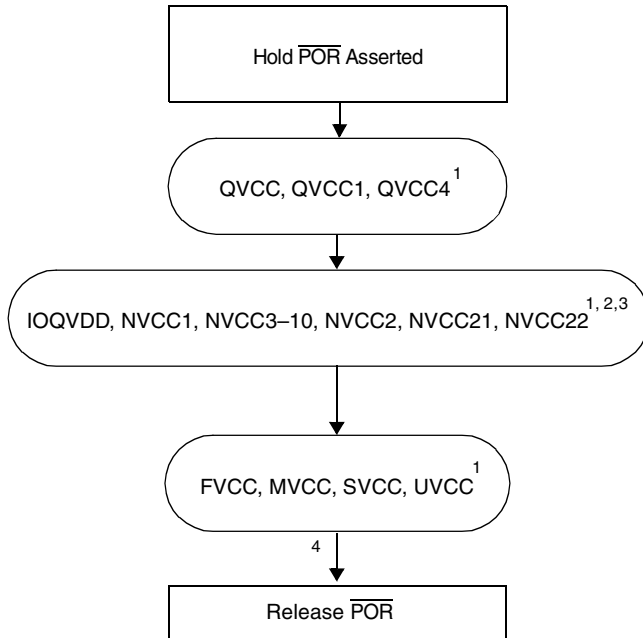 Hold POR Asserted
QVCC, QVCC1, QVCC4 1
IOQVDD, NVCC1, NVCC3–10, NVCC2, NVCC21, NVCC22 1, 2,3
FVCC, MVCC, SVCC, UVCC 1
4
Release POR